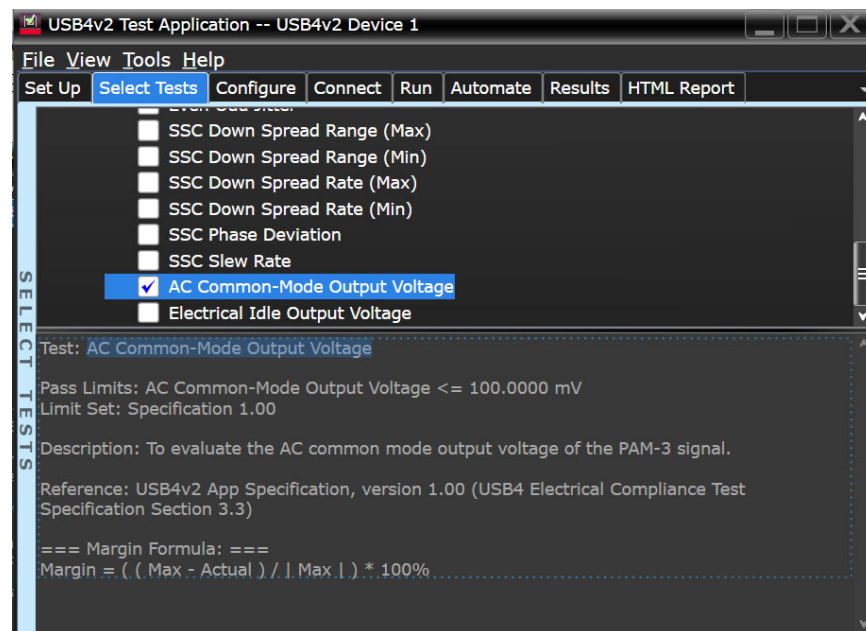 USB4v2 Test Application -- USB4v2 Device 1
File View Tools Help
Set Up Select Tests Configure Connect Run Automate Results HTML Report
Even Odd Jitter
SSC Down Spread Range (Max)
SSC Down Spread Range (Min)
SSC Down Spread Rate (Max)
SSC Down Spread Rate (Min)
SSC Phase Deviation
SSC Slew Rate
AC Common-Mode Output Voltage
Electrical Idle Output Voltage
SELECT TESTS
Test: AC Common-Mode Output Voltage
Pass Limits: AC Common-Mode Output Voltage <= 100.0000 mV
Limit Set: Specification 1.00
Description: To evaluate the AC common mode output voltage of the PAM-3 signal.
Reference: USB4v2 App Specification, version 1.00 (USB4 Electrical Compliance Test
Specification Section 3.3)
=== Margin Formula: ===
Margin = ( ( Max - Actual ) / | Max | ) * 100%